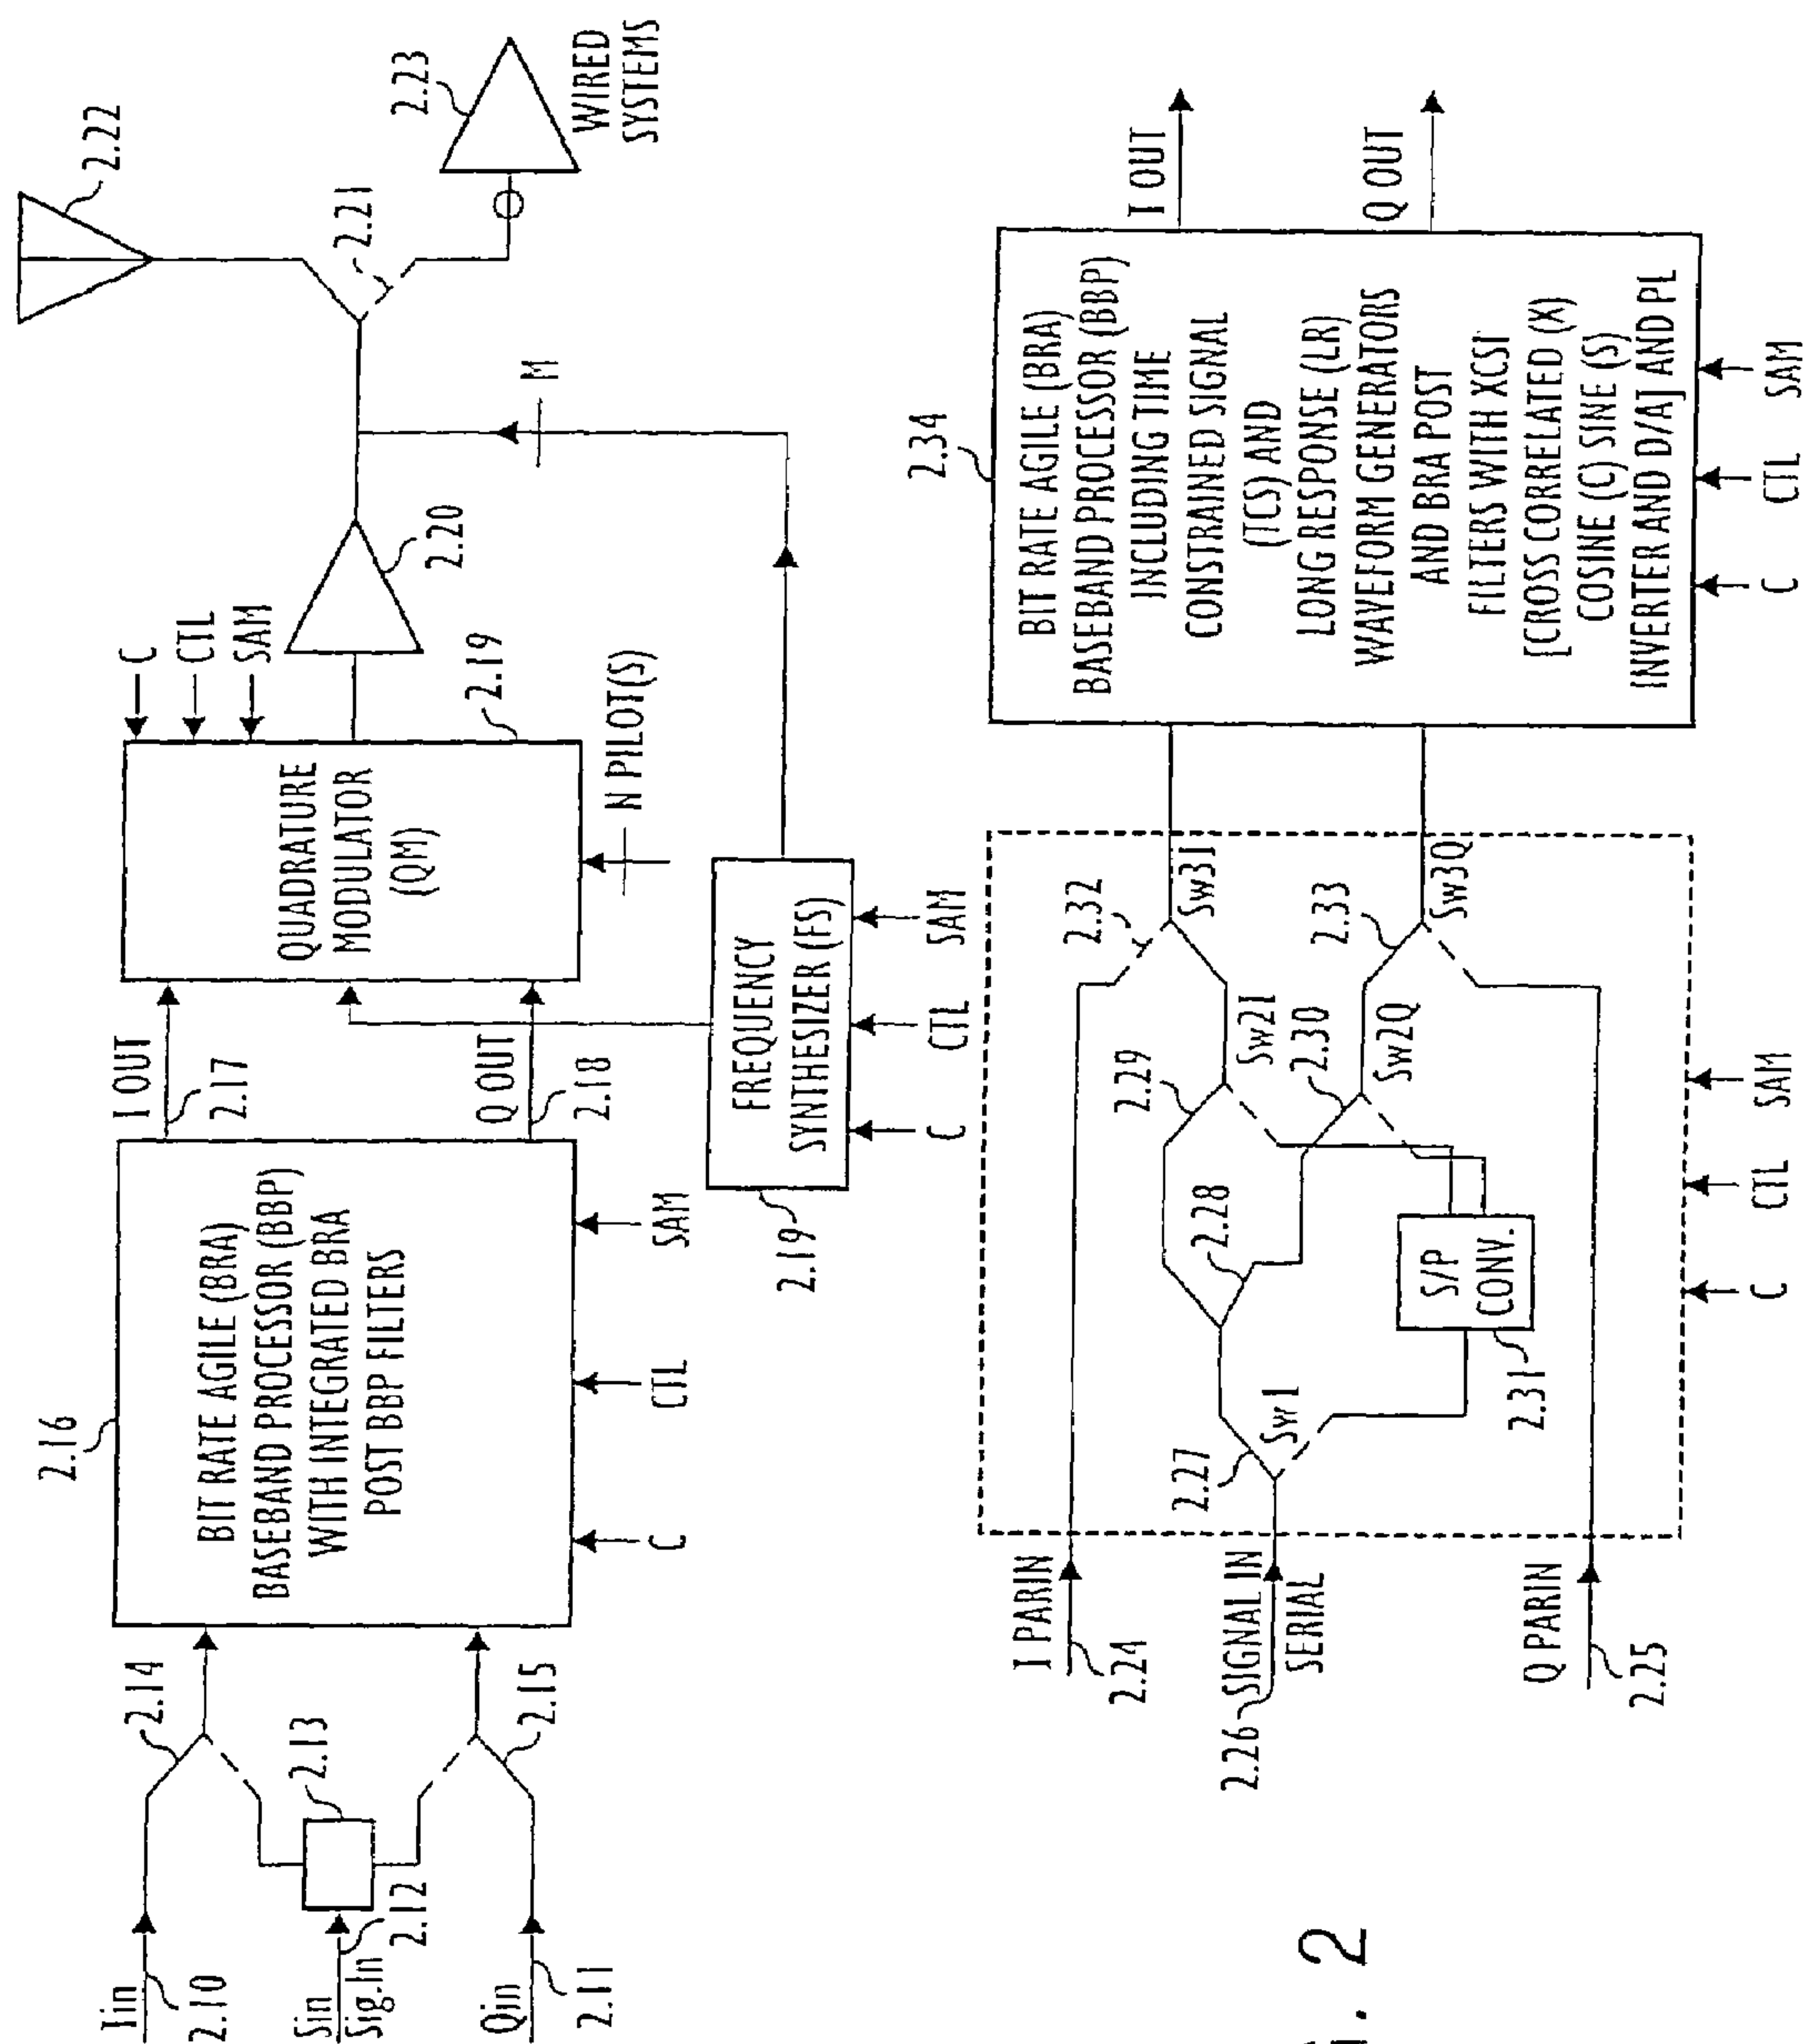 Iin
2.10
Sin
Sig.In
2.12
Qin
2.11
2.13
2.14
2.15
2.16
BIT RATE AGILE (BRA)
BASEBAND PROCESSOR (BBP)
WITH INTEGRATED BRA
POST BBP FILTERS
C
CTL
SAM
I OUT
2.17
Q OUT
2.18
QUADRATURE
MODULATOR
(QM)
C
CTL
SAM
2.19
N PILOT(S)
FREQUENCY
SYNTHESIZER (FS)
2.19
C
CTL
SAM
2.20
M
2.21
2.22
2.23
WIRED
SYSTEMS
I PARIN
2.24
2.26
SIGNAL IN
SERIAL
Q PARIN
2.25
2.27
Sw1
2.28
2.29
Sw2I
2.30
Sw2Q
S/P
CONV.
2.31
2.32
Sw3I
2.33
Sw3Q
C
CTL
SAM
2.34
BIT RATE AGILE (BRA)
BASEBAND PROCESSOR (BBP)
INCLUDING TIME
CONSTRAINED SIGNAL
(TCS) AND
LONG RESPONSE (LR)
WAVEFORM GENERATORS
AND BRA POST
FILTERS WITH XCSI
[CROSS CORRELATED (X)
COSINE (C) SINE (S)
INVERTER AND D/A] AND PL
C
CTL
SAM
I OUT
Q OUT
2